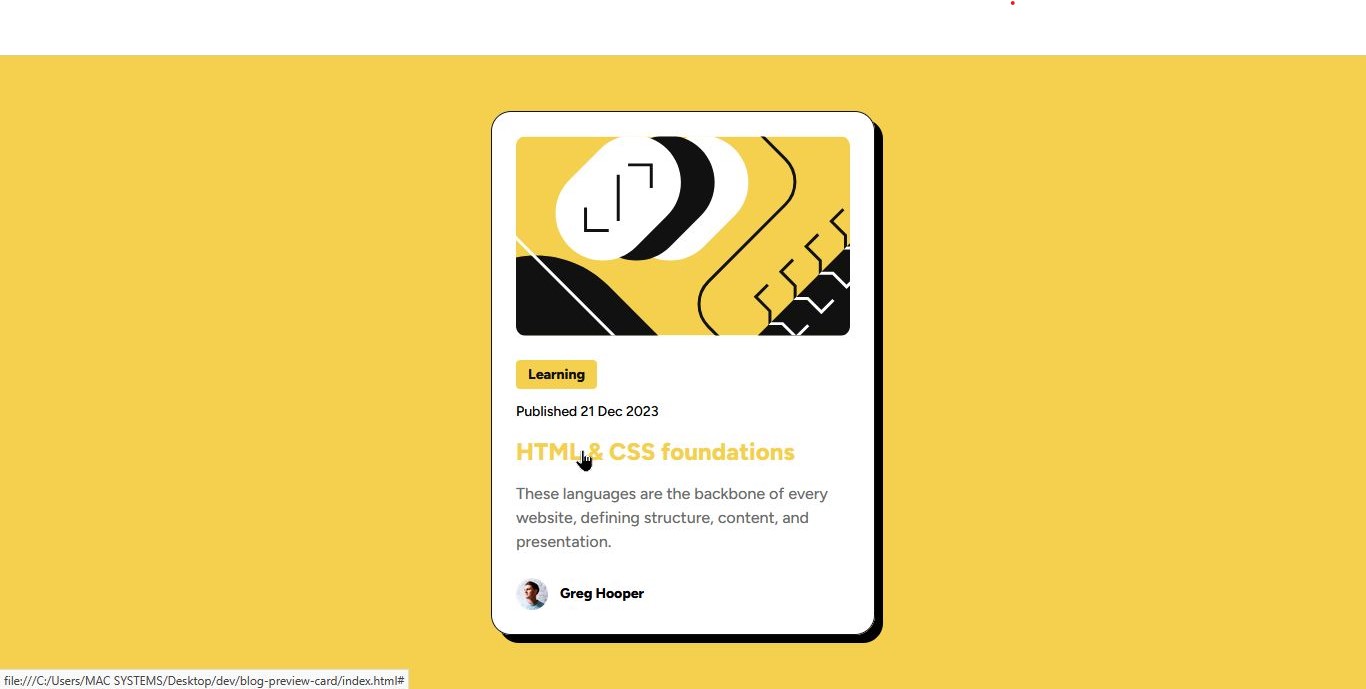 Learning
Published 21 Dec 2023
HTML & CSS foundations
These languages are the backbone of every
website, defining structure, content, and
presentation.
Greg Hooper
file:///C:/Users/MAC SYSTEMS/Desktop/dev/blog-preview-card/index.html#